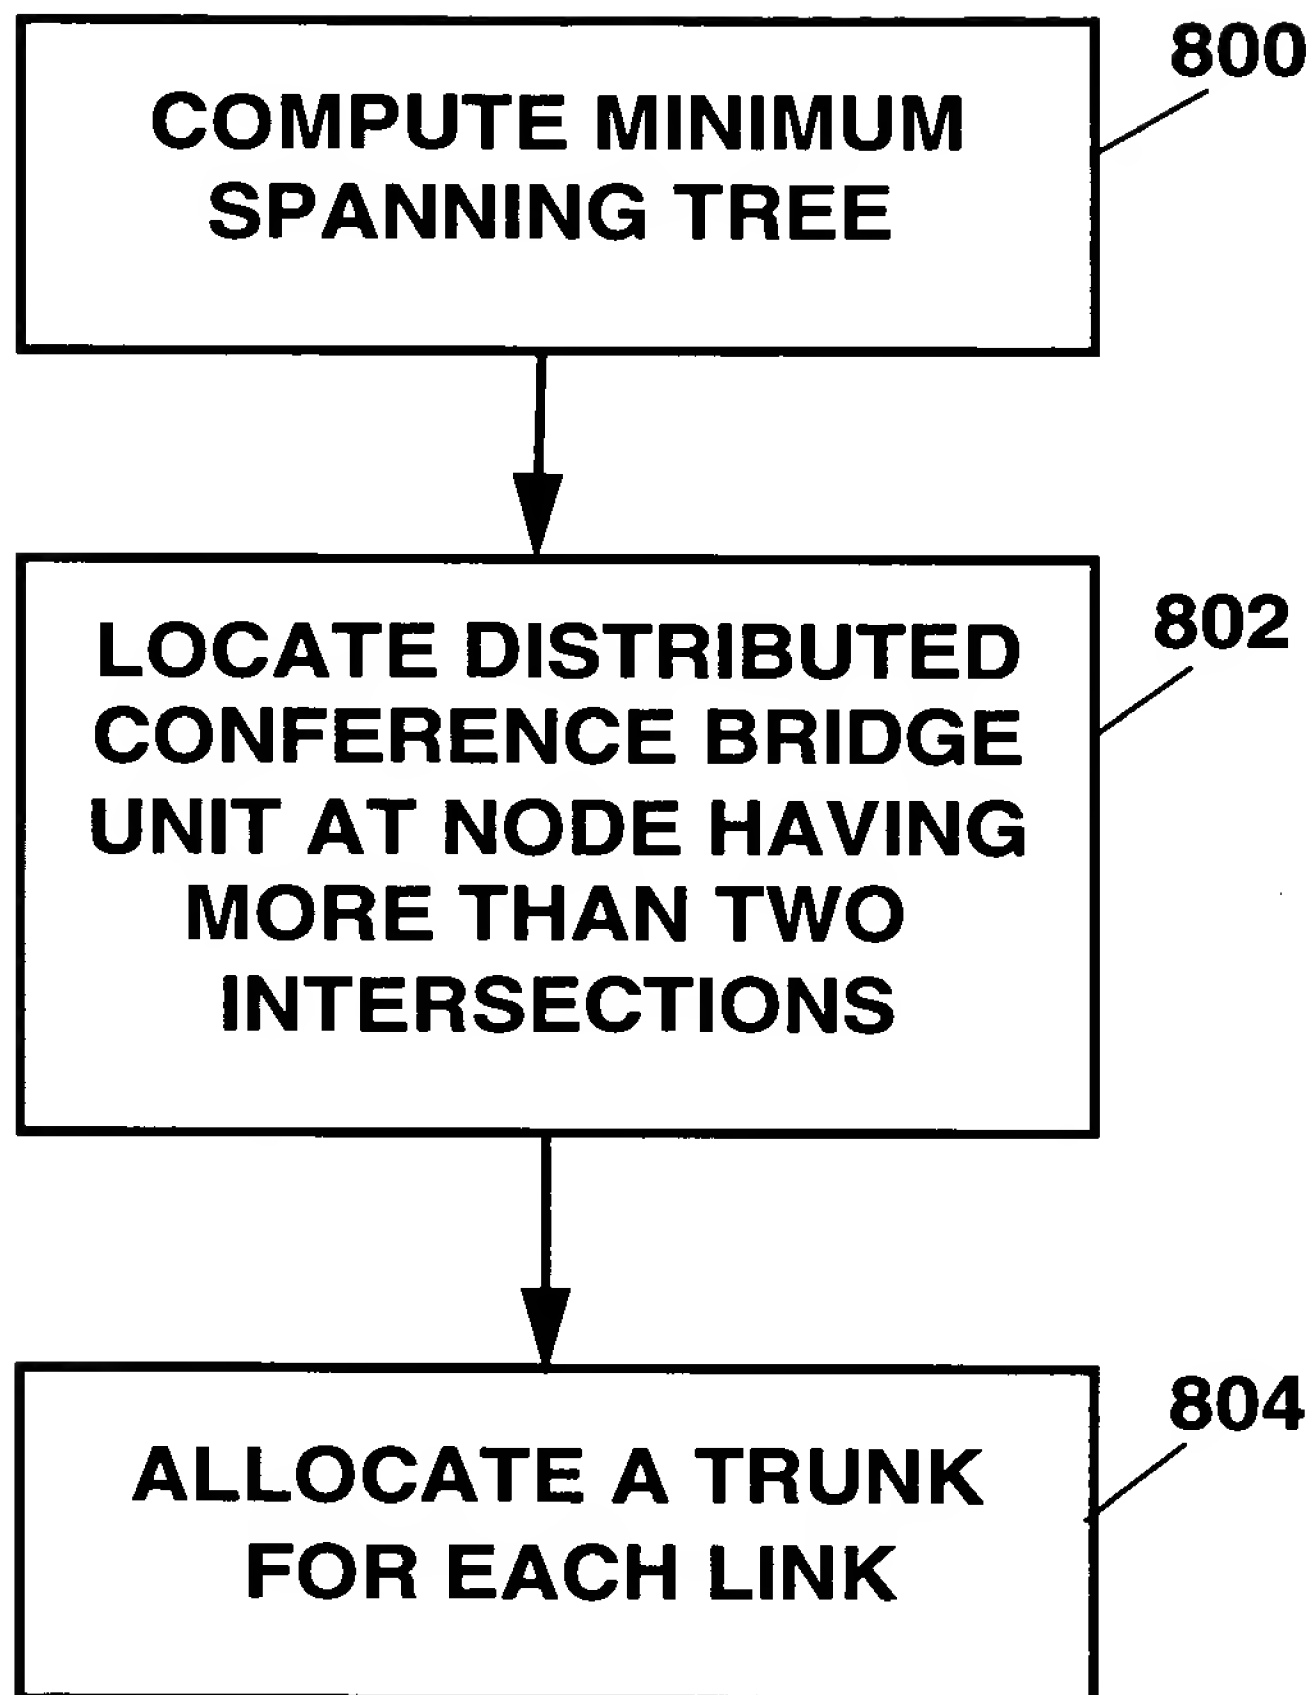 800
COMPUTE MINIMUM
SPANNING TREE
802
LOCATE DISTRIBUTED
CONFERENCE BRIDGE
UNIT AT NODE HAVING
MORE THAN TWO
INTERSECTIONS
804
ALLOCATE A TRUNK
FOR EACH LINK